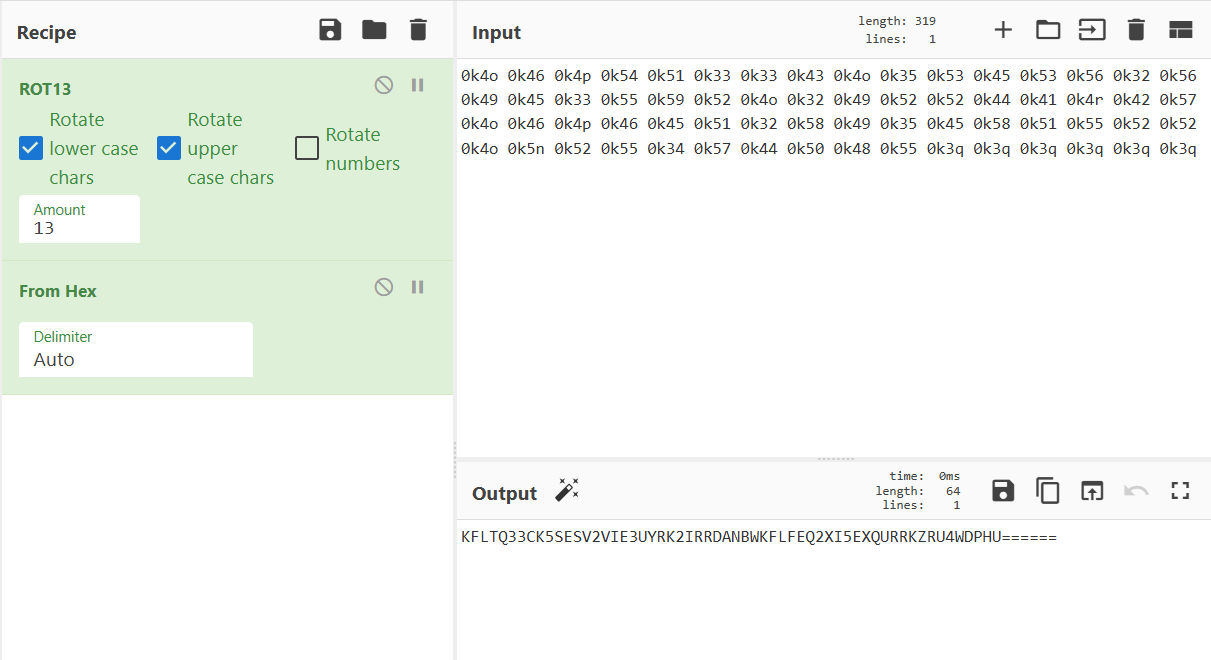 Recipe
ROT13
Rotate lower case chars
Rotate upper case chars
Rotate numbers
Amount
13
From Hex
Delimiter
Auto
Input
length: 319
lines: 1
0k4o 0k46 0k4p 0k54 0k51 0k33 0k33 0k43 0k4o 0k35 0k53 0k45 0k53 0k56 0k32 0k56
0k49 0k45 0k33 0k55 0k59 0k52 0k4o 0k32 0k49 0k52 0k52 0k44 0k41 0k4r 0k42 0k57
0k4o 0k46 0k4p 0k46 0k45 0k51 0k32 0k58 0k49 0k35 0k45 0k58 0k51 0k55 0k52 0k52
0k4o 0k5n 0k52 0k55 0k34 0k57 0k44 0k50 0k48 0k55 0k3q 0k3q 0k3q 0k3q 0k3q 0k3q
Output
time: 0ms
length: 64
lines: 1
KFLTQ33CK5SESV2VIE3UYRK2IRRDANBWKFLFEQ2XI5EXQURRKZRU4WDPHU======